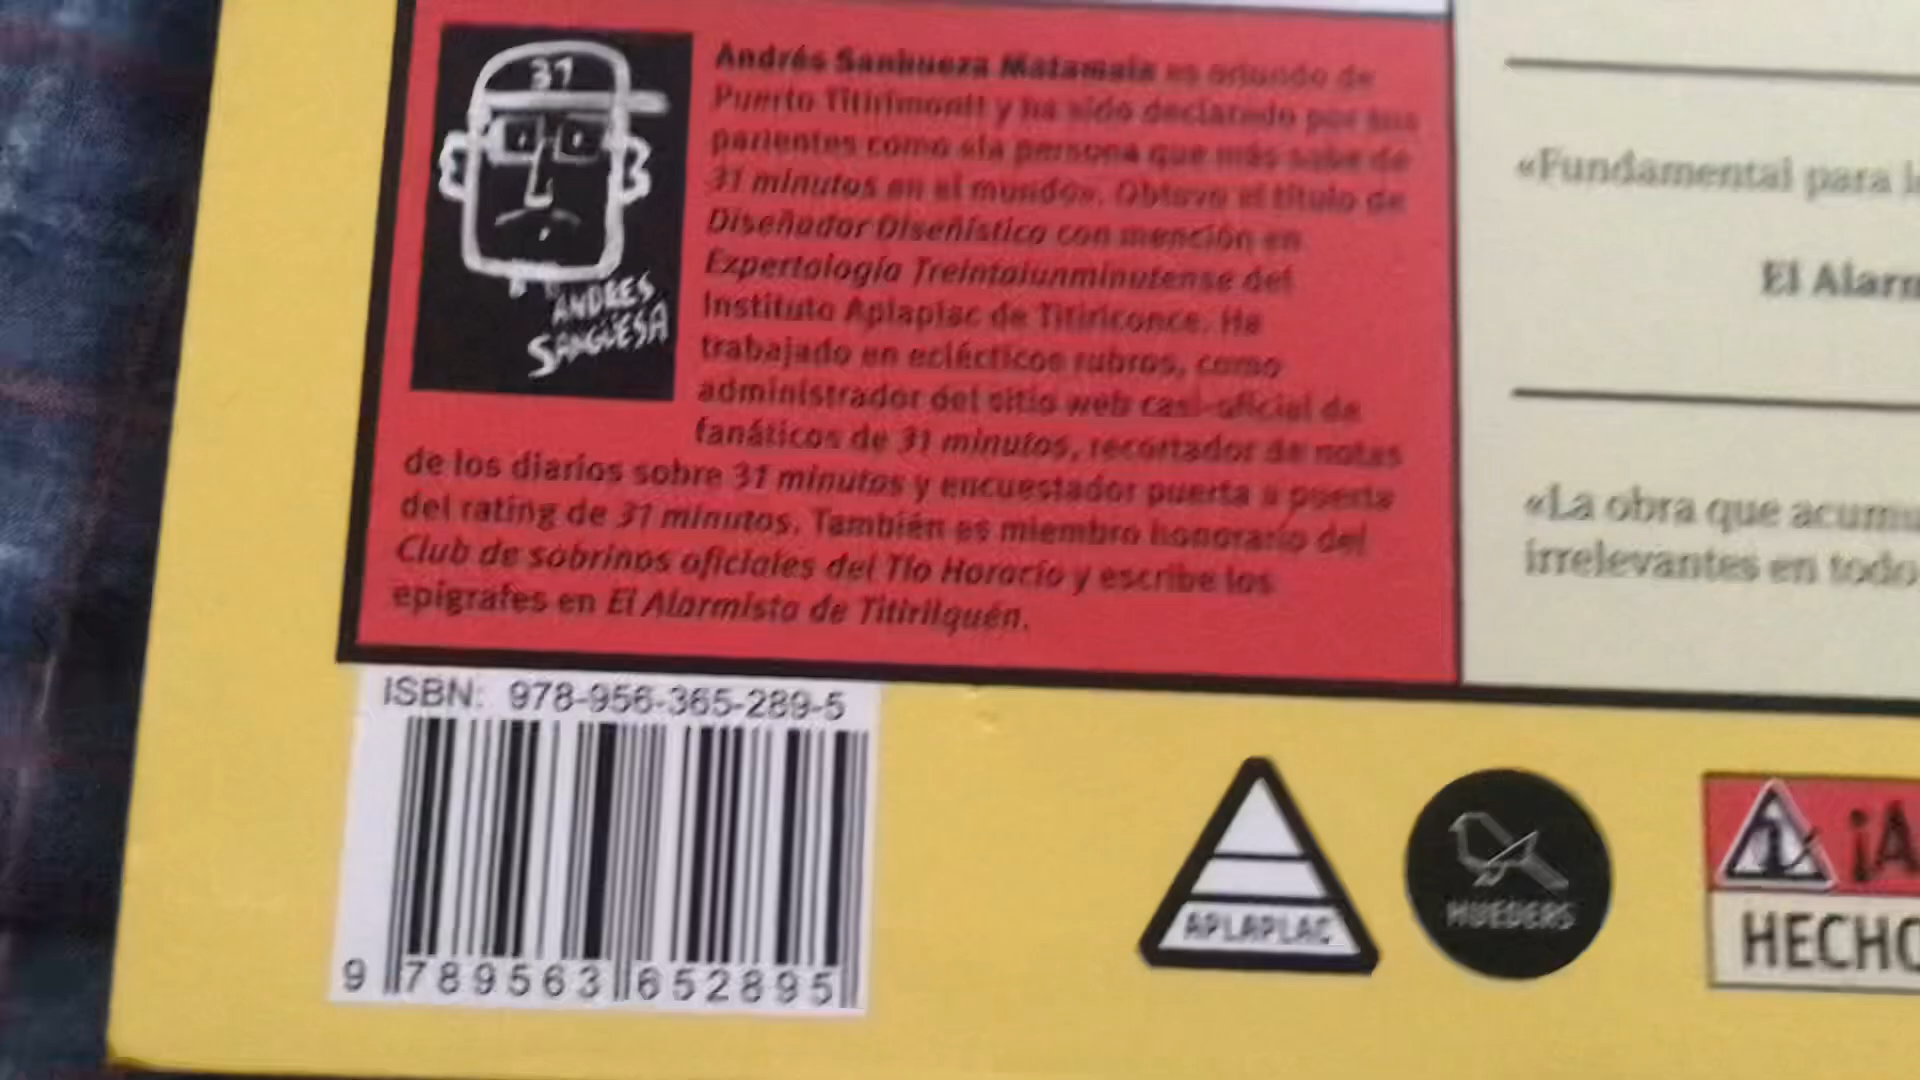 31
ANDRES
SANGÜESA
Andrés Sanhueza Matamala es oriundo de
Puerto Titirimontt y ha sido declarado por sus
parientes como «la persona que más sabe de
31 minutos en el mundo». Obtuvo el título de
Diseñador Diseñístico con mención en
Expertología Treintaiunminutense del
Instituto Aplaplac de Titiriconce. Ha
trabajado en eclécticos rubros, como
administrador del sitio web casi-oficial de
fanáticos de 31 minutos, recortador de notas
de los diarios sobre 31 minutos y encuestador puerta a puerta
del rating de 31 minutos. También es miembro honorario del
Club de sobrinos oficiales del Tío Horacio y escribe los
epígrafes en El Alarmista de Titirilquén.
«Fundamental para
El Alarm
«La obra que acumu
irrelevantes en todo
ISBN: 978-956-365-289-5
9 789563 652895
APLAPLAC
HUEDERS
¡A
HECHO